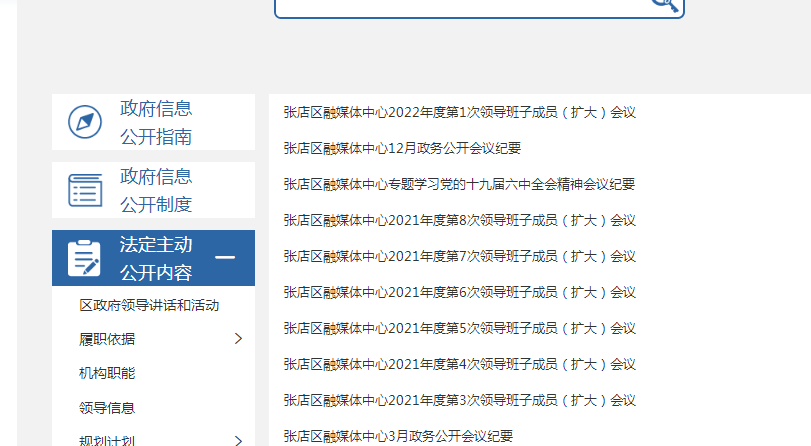 政府信息
公开指南
政府信息
公开制度
法定主动
公开内容
区政府领导讲话和活动
履职依据
机构职能
领导信息
规划计划
张店区融媒体中心2022年度第1次领导班子成员（扩大）会议
张店区融媒体中心12月政务公开会议纪要
张店区融媒体中心专题学习党的十九届六中全会精神会议纪要
张店区融媒体中心2021年度第8次领导班子成员（扩大）会议
张店区融媒体中心2021年度第7次领导班子成员（扩大）会议
张店区融媒体中心2021年度第6次领导班子成员（扩大）会议
张店区融媒体中心2021年度第5次领导班子成员（扩大）会议
张店区融媒体中心2021年度第4次领导班子成员（扩大）会议
张店区融媒体中心2021年度第3次领导班子成员（扩大）会议
张店区融媒体中心3月政务公开会议纪要